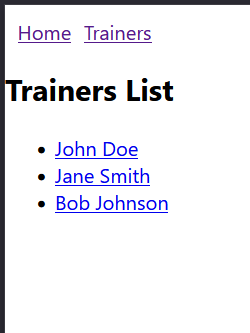 Home Trainers
Trainers List
John Doe
Jane Smith
Bob Johnson